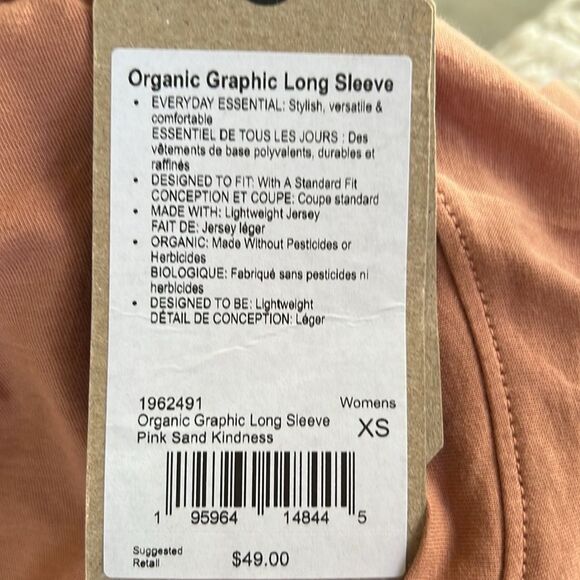 Organic Graphic Long Sleeve
• EVERYDAY ESSENTIAL: Stylish, versatile &
comfortable
ESSENTIEL DE TOUS LES JOURS : Des
vêtements de base polyvalents, durables et
raffinés
• DESIGNED TO FIT: With A Standard Fit
CONCEPTION ET COUPE: Coupe standard
• MADE WITH: Lightweight Jersey
FAIT DE: Jersey léger
• ORGANIC: Made Without Pesticides or
Herbicides
BIOLOGIQUE: Fabriqué sans pesticides ni
herbicides
• DESIGNED TO BE: Lightweight
DÉTAIL DE CONCEPTION: Léger
1962491 Womens
Organic Graphic Long Sleeve XS
Pink Sand Kindness
1 95964 14844 5
Suggested
Retail $49.00